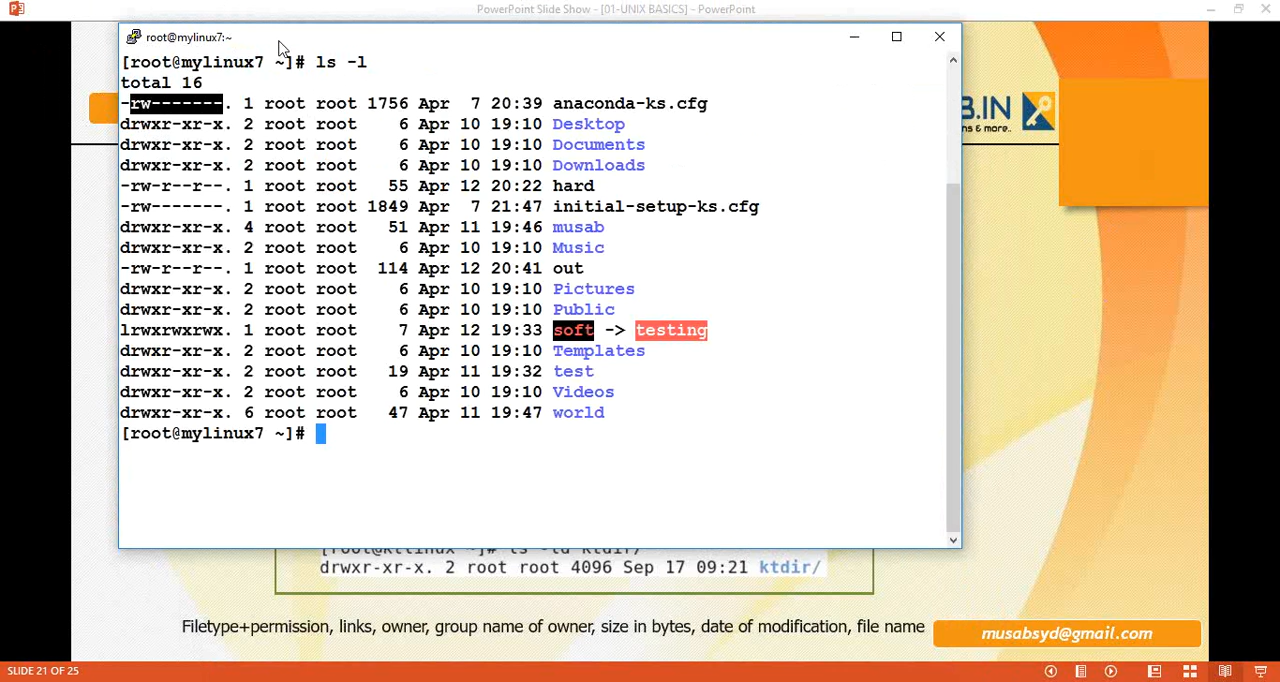 PowerPoint Slide Show - [01-UNIX BASICS] - PowerPoint
root@mylinux7:~
[root@mylinux7 ~]# ls -l
total 16
-rw-------. 1 root root 1756 Apr  7 20:39 anaconda-ks.cfg
drwxr-xr-x. 2 root root    6 Apr 10 19:10 Desktop
drwxr-xr-x. 2 root root    6 Apr 10 19:10 Documents
drwxr-xr-x. 2 root root    6 Apr 10 19:10 Downloads
-rw-r--r--. 1 root root   55 Apr 12 20:22 hard
-rw-------. 1 root root 1849 Apr  7 21:47 initial-setup-ks.cfg
drwxr-xr-x. 4 root root   51 Apr 11 19:46 musab
drwxr-xr-x. 2 root root    6 Apr 10 19:10 Music
-rw-r--r--. 1 root root  114 Apr 12 20:41 out
drwxr-xr-x. 2 root root    6 Apr 10 19:10 Pictures
drwxr-xr-x. 2 root root    6 Apr 10 19:10 Public
lrwxrwxrwx. 1 root root    7 Apr 12 19:33 soft -> testing
drwxr-xr-x. 2 root root    6 Apr 10 19:10 Templates
drwxr-xr-x. 2 root root   19 Apr 11 19:32 test
drwxr-xr-x. 2 root root    6 Apr 10 19:10 Videos
drwxr-xr-x. 6 root root   47 Apr 11 19:47 world
[root@mylinux7 ~]#
B.IN
ns & more..
[root@ktlinux ~]# ls -ld ktdir/
drwxr-xr-x. 2 root root 4096 Sep 17 09:21 ktdir/
Filetype+permission, links, owner, group name of owner, size in bytes, date of modification, file name
musabsyd@gmail.com
SLIDE 21 OF 25